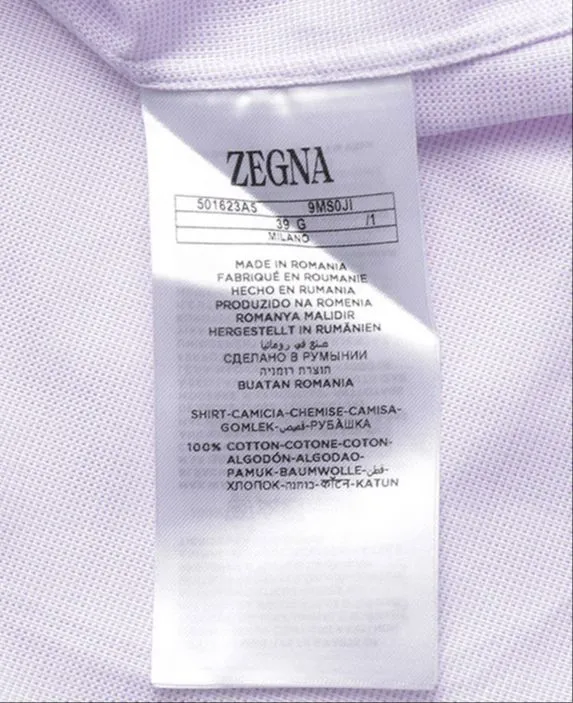 ZEGNA
501623A5 9MS0JI
39 G /1
MILANO
MADE IN ROMANIA
FABRIQUÉ EN ROUMANIE
HECHO EN RUMANIA
PRODUZIDO NA ROMENIA
ROMANYA MALIDIR
HERGESTELLT IN RUMÄNIEN
صنع في رومانيا
СДЕЛАНО В РУМЫНИИ
תוצרת רומניה
BUATAN ROMANIA
SHIRT-CAMICIA-CHEMISE-CAMISA-
GOMLEK-قميص-РУБАШКА
100% COTTON-COTONE-COTON-
ALGODÓN-ALGODAO-
PAMUK-BAUMWOLLE-قطن-
ХЛОПОК-כותנה-कॉटन-KATUN